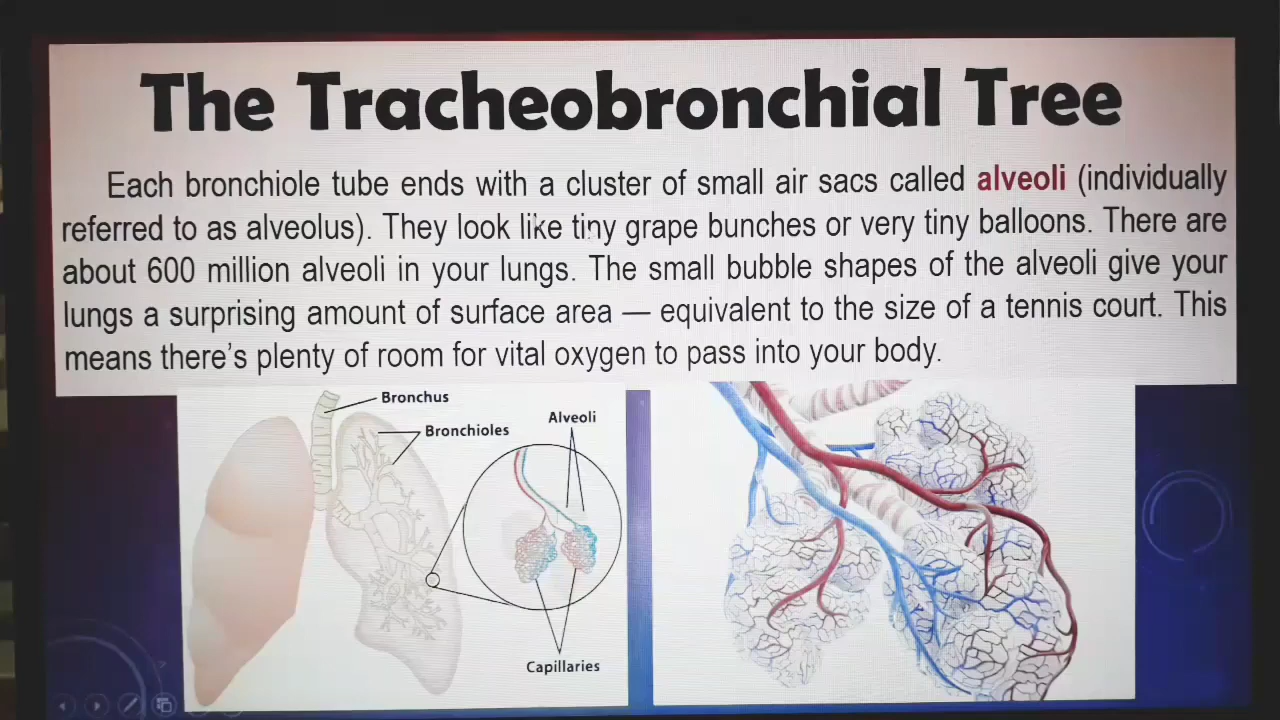 The Tracheobronchial Tree
Each bronchiole tube ends with a cluster of small air sacs called alveoli (individually
referred to as alveolus). They look like tiny grape bunches or very tiny balloons. There are
about 600 million alveoli in your lungs. The small bubble shapes of the alveoli give your
lungs a surprising amount of surface area — equivalent to the size of a tennis court. This
means there's plenty of room for vital oxygen to pass into your body.
Bronchus
Alveoli
Bronchioles
Capillaries